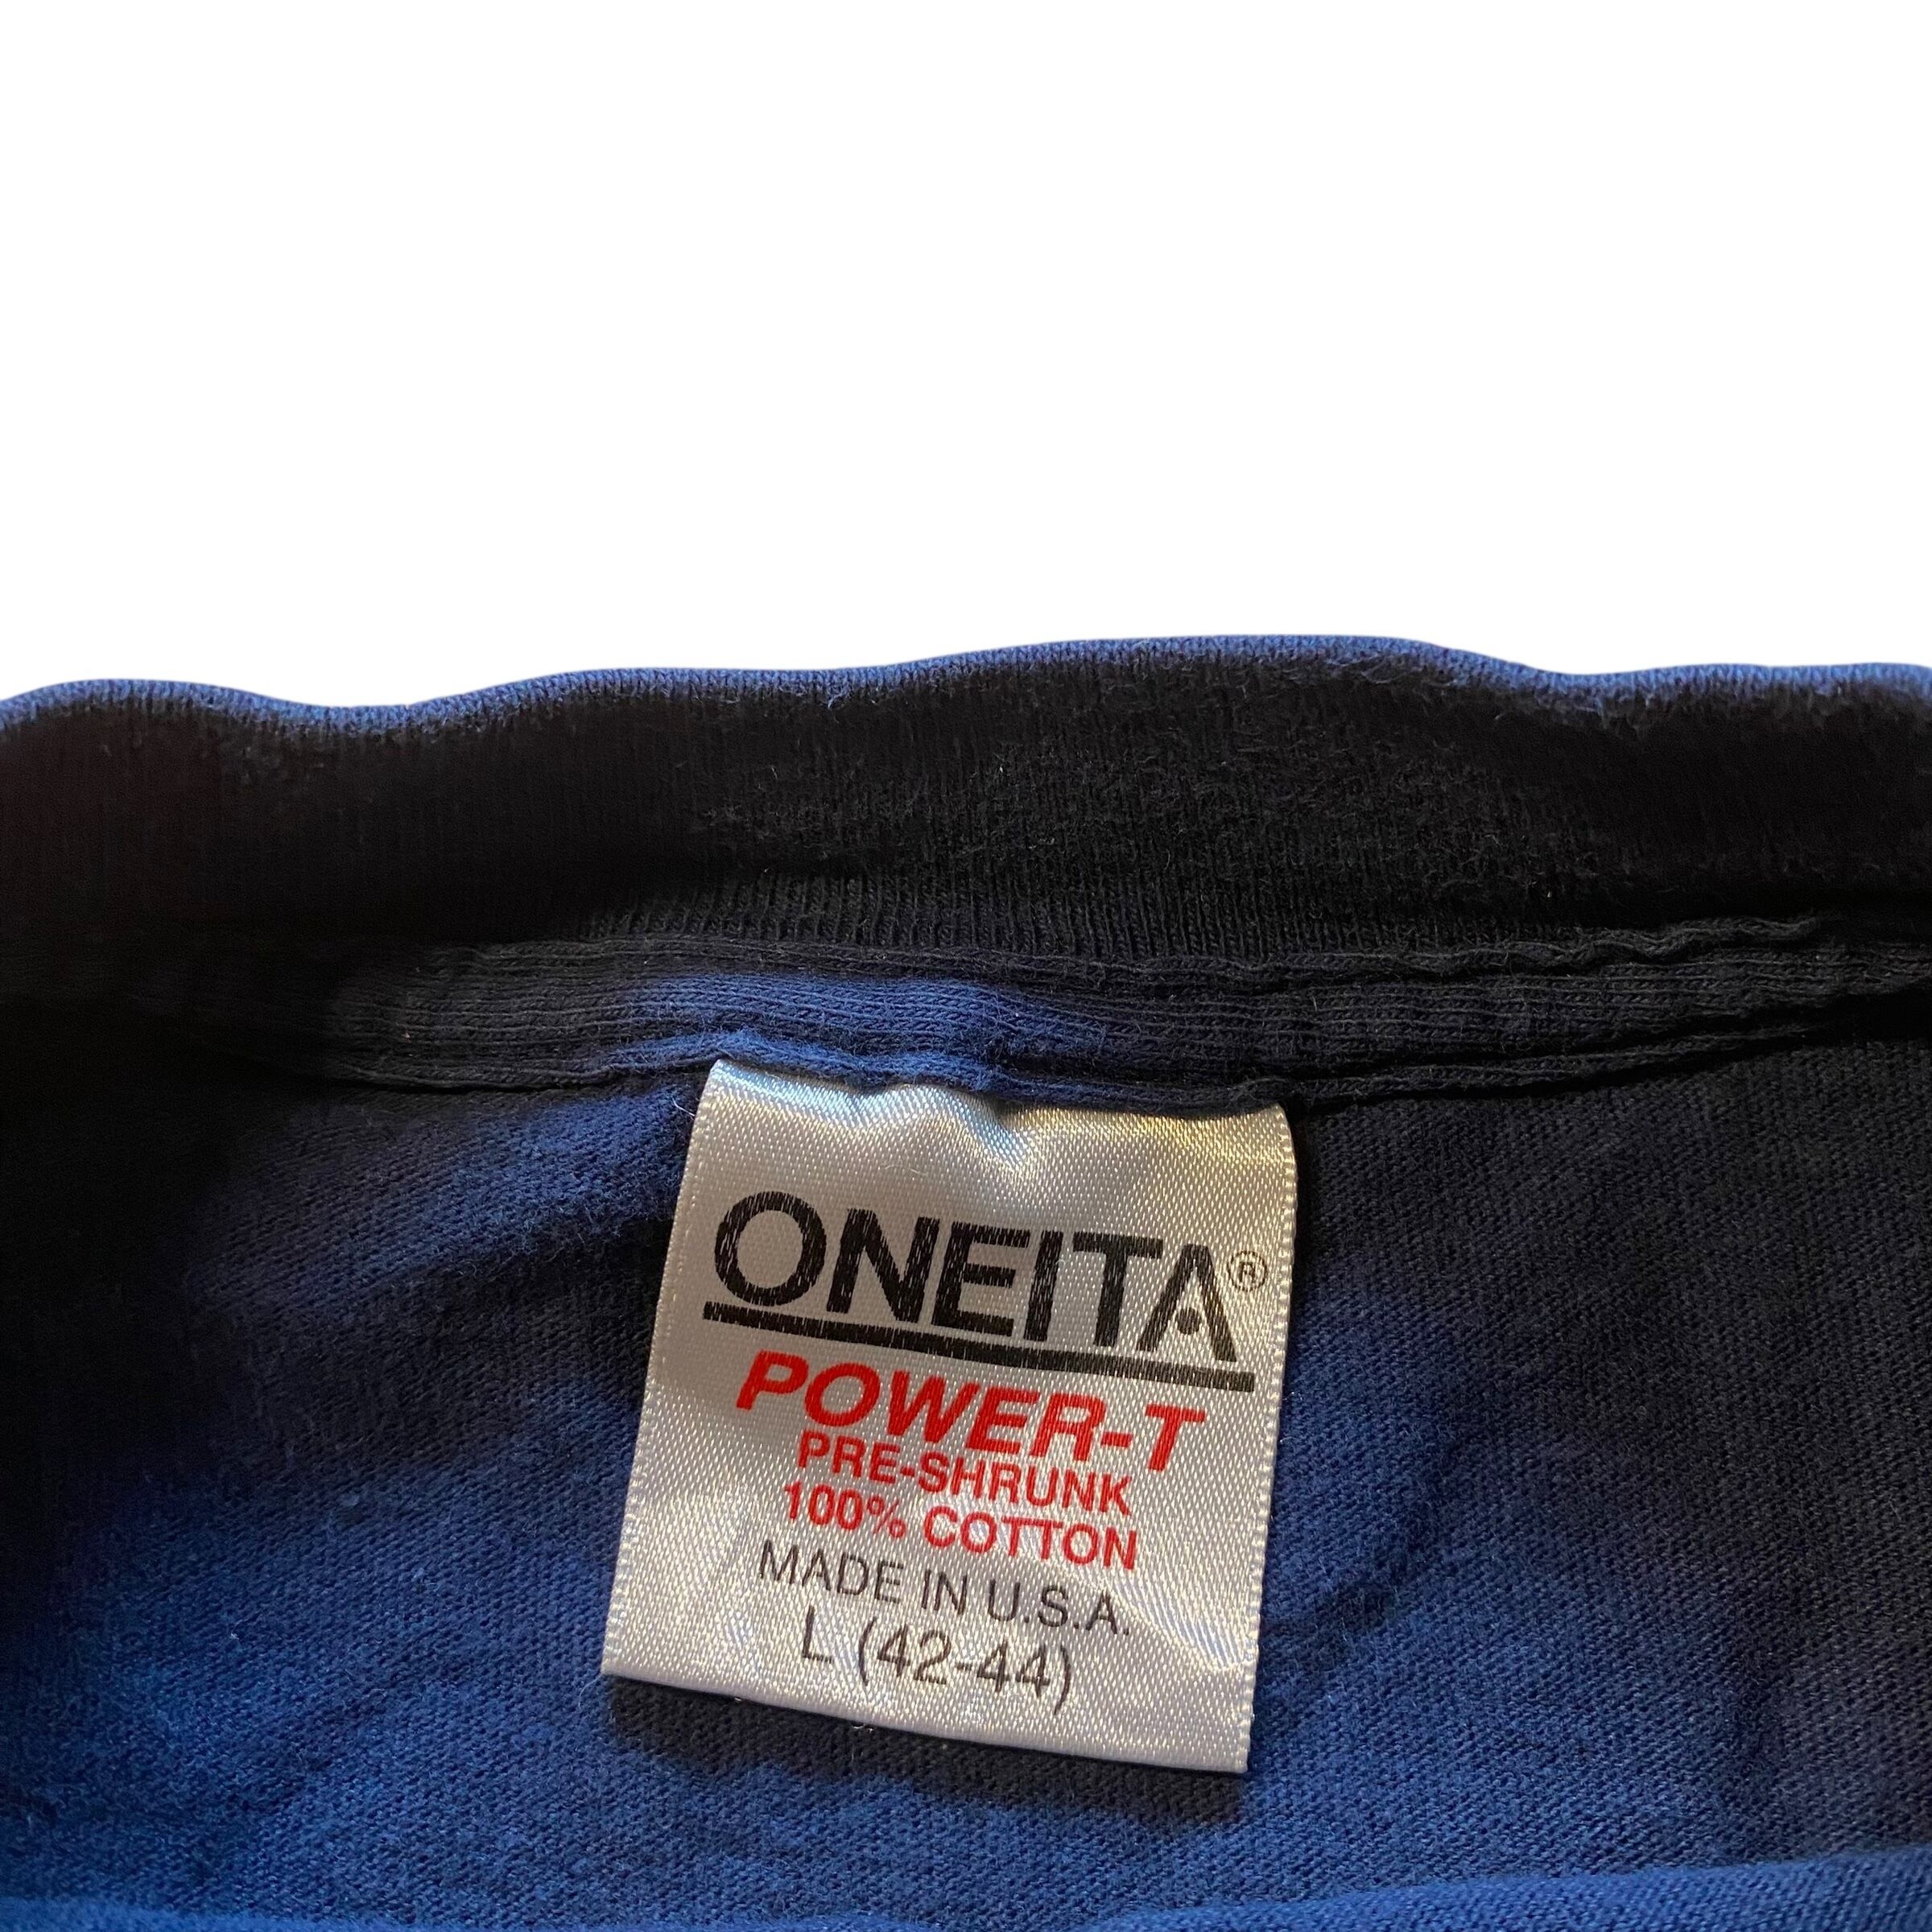 ONEITA®
POWER-T
PRE-SHRUNK
100% COTTON
MADE IN U.S.A.
L (42-44)